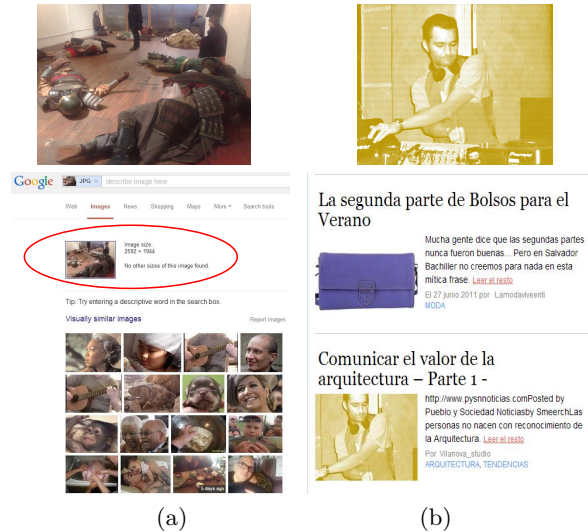 Google
JPG × describe image here
Web Images News Shopping Maps More Search tools
Image size:
2592 × 1944
No other sizes of this image found.
Tip: Try entering a descriptive word in the search box.
Visually similar images
Report images
5 days ago
(a)
La segunda parte de Bolsos para el
Verano
Mucha gente dice que las segundas partes
nunca fueron buenas... Pero en Salvador
Bachiller no creemos para nada en esta
mítica frase. Leer el resto
El 27 junio 2011 por Lamodaviveenti
MODA
Comunicar el valor de la
arquitectura – Parte 1 -
http://www.pysnnoticias.comPosted by
Pueblo y Sociedad Noticiasby SmeerchLas
personas no nacen con reconocimiento de
la Arquitectura. Leer el resto
Por Vilanova_studio
ARQUITECTURA, TENDENCIAS
(b)